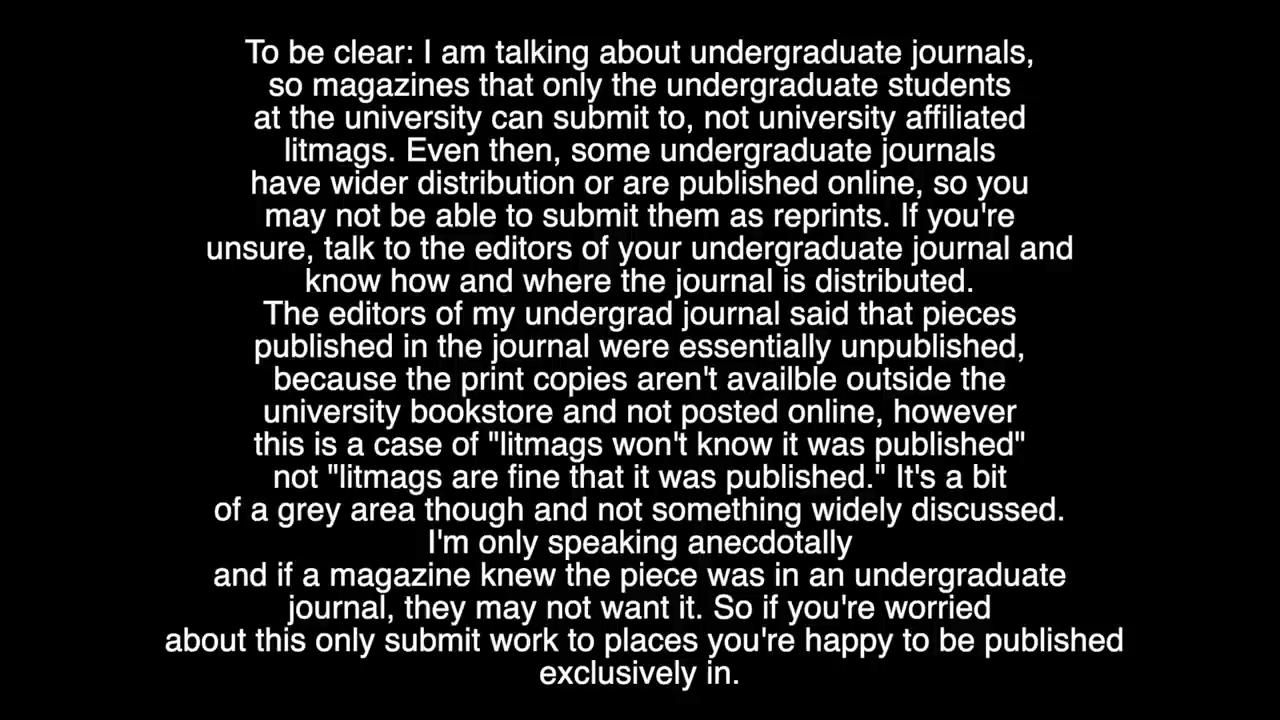 To be clear: I am talking about undergraduate journals,
so magazines that only the undergraduate students
at the university can submit to, not university affiliated
litmags. Even then, some undergraduate journals
have wider distribution or are published online, so you
may not be able to submit them as reprints. If you're
unsure, talk to the editors of your undergraduate journal and
know how and where the journal is distributed.
The editors of my undergrad journal said that pieces
published in the journal were essentially unpublished,
because the print copies aren't availble outside the
university bookstore and not posted online, however
this is a case of "litmags won't know it was published"
not "litmags are fine that it was published." It's a bit
of a grey area though and not something widely discussed.
I'm only speaking anecdotally
and if a magazine knew the piece was in an undergraduate
journal, they may not want it. So if you're worried
about this only submit work to places you're happy to be published
exclusively in.